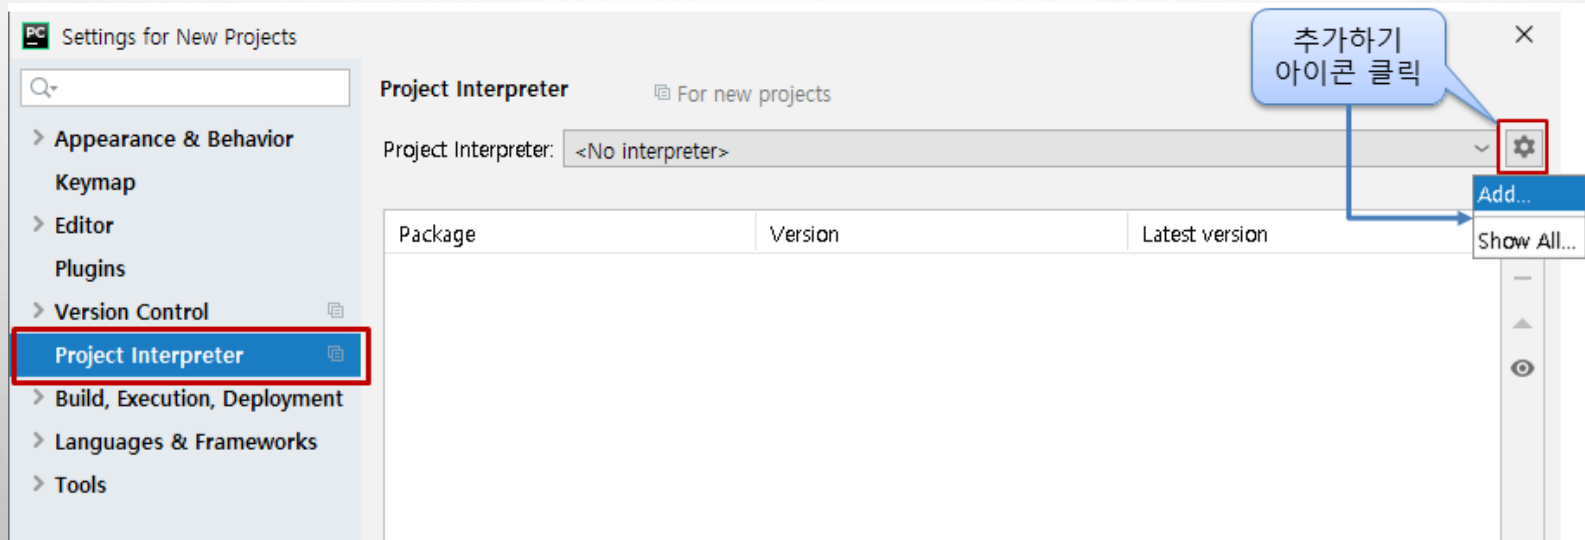 PC
Settings for New Projects
추가하기
아이콘 클릭
Project Interpreter
For new projects
Appearance & Behavior
Keymap
Editor
Plugins
Version Control
Project Interpreter
Build, Execution, Deployment
Languages & Frameworks
Tools
Project Interpreter: <No interpreter>
Add...
Show All...
Package Version Latest version